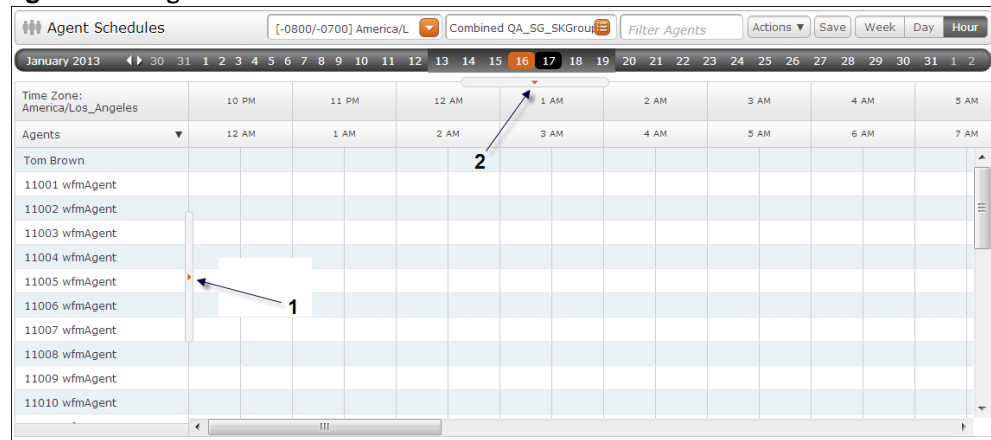 Agent Schedules [-0800/-0700] America/L Combined QA_SG_SKGroup Filter Agents Actions ▼ Save Week Day Hour
January 2013 30 31 1 2 3 4 5 6 7 8 9 10 11 12 13 14 15 16 17 18 19 20 21 22 23 24 25 26 27 28 29 30 31 1 2
Time Zone:
America/Los_Angeles 10 PM 11 PM 12 AM 1 AM 2 AM 3 AM 4 AM 5 AM
Agents ▼ 12 AM 1 AM 2 AM 3 AM 4 AM 5 AM 6 AM 7 AM
2
Tom Brown
11001 wfmAgent
11002 wfmAgent
11003 wfmAgent
11004 wfmAgent
11005 wfmAgent
11006 wfmAgent
1
11007 wfmAgent
11008 wfmAgent
11009 wfmAgent
11010 wfmAgent